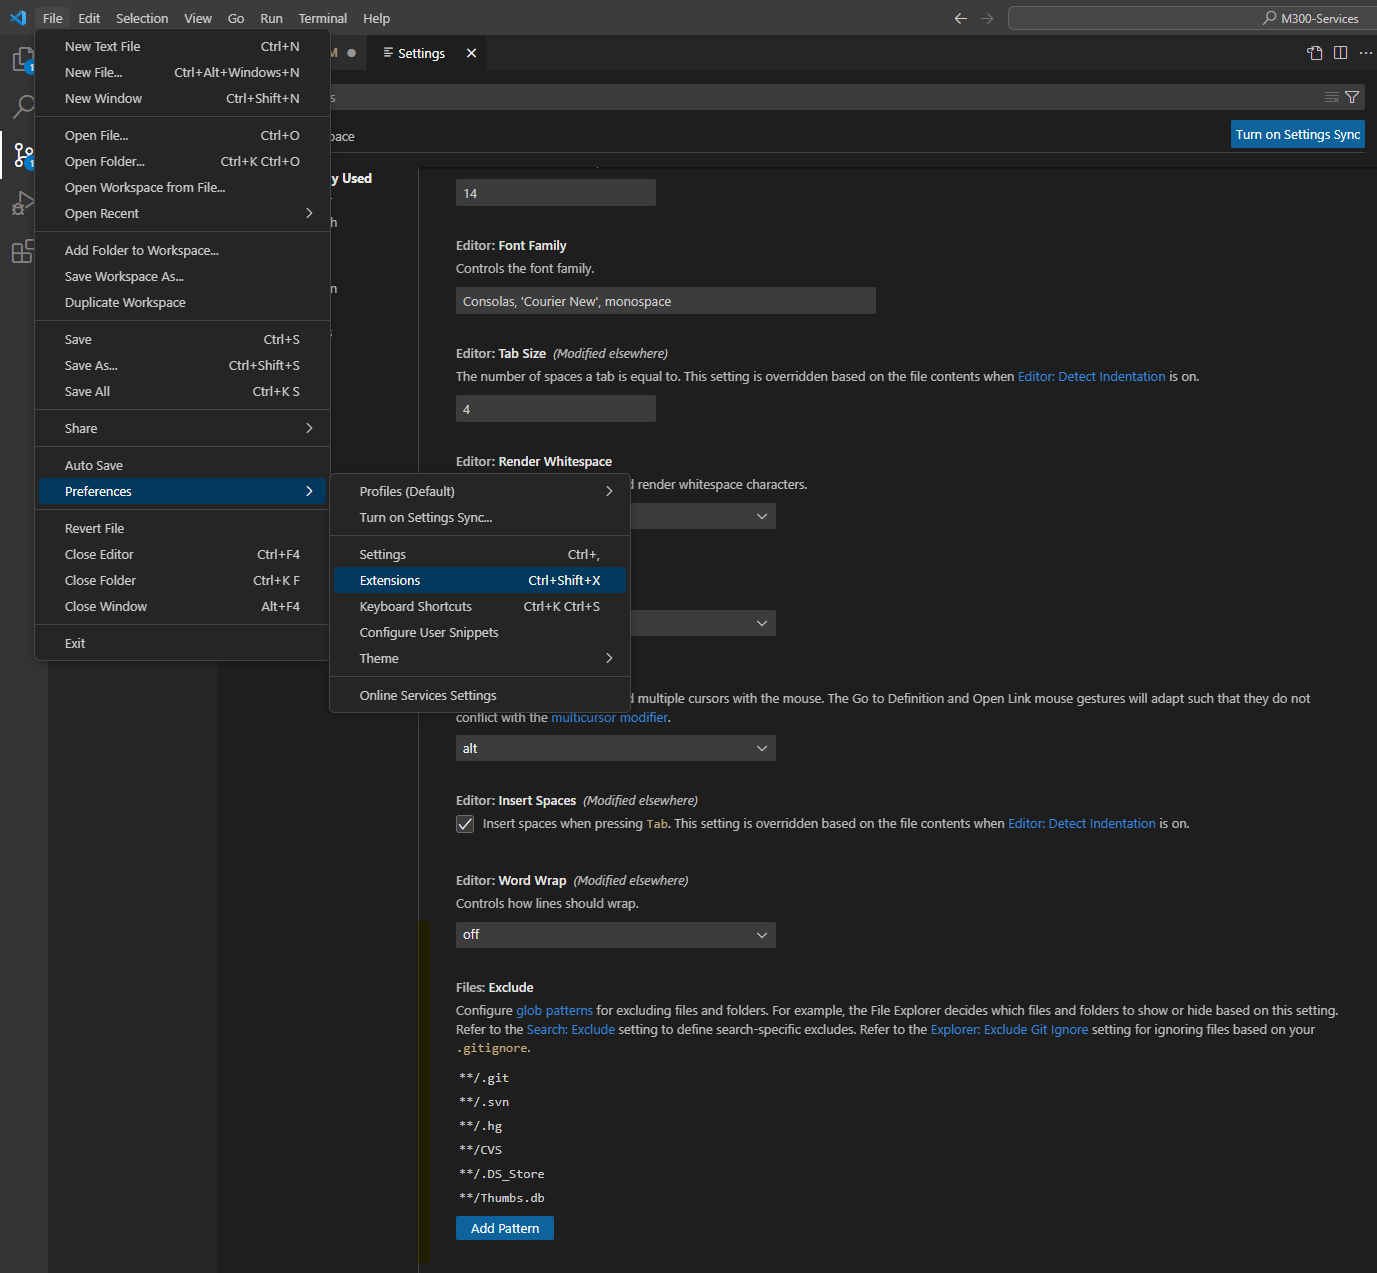 File Edit Selection View Go Run Terminal Help
M300-Services
New Text File Ctrl+N
New File... Ctrl+Alt+Windows+N
New Window Ctrl+Shift+N
Open File... Ctrl+O
Open Folder... Ctrl+K Ctrl+O
Open Workspace from File...
Open Recent
Add Folder to Workspace...
Save Workspace As...
Duplicate Workspace
Save Ctrl+S
Save As... Ctrl+Shift+S
Save All Ctrl+K S
Share
Auto Save
Preferences
Revert File
Close Editor Ctrl+F4
Close Folder Ctrl+K F
Close Window Alt+F4
Exit
Profiles (Default)
Turn on Settings Sync...
Settings Ctrl+,
Extensions Ctrl+Shift+X
Keyboard Shortcuts Ctrl+K Ctrl+S
Configure User Snippets
Theme
Online Services Settings
1
1
M
Settings
s
pace
Turn on Settings Sync
y Used
h
n
14
Editor: Font Family
Controls the font family.
Consolas, 'Courier New', monospace
Editor: Tab Size (Modified elsewhere)
The number of spaces a tab is equal to. This setting is overridden based on the file contents when Editor: Detect Indentation is on.
4
Editor: Render Whitespace
d render whitespace characters.
d multiple cursors with the mouse. The Go to Definition and Open Link mouse gestures will adapt such that they do not
conflict with the multicursor modifier.
alt
Editor: Insert Spaces (Modified elsewhere)
Insert spaces when pressing Tab. This setting is overridden based on the file contents when Editor: Detect Indentation is on.
Editor: Word Wrap (Modified elsewhere)
Controls how lines should wrap.
off
Files: Exclude
Configure glob patterns for excluding files and folders. For example, the File Explorer decides which files and folders to show or hide based on this setting.
Refer to the Search: Exclude setting to define search-specific excludes. Refer to the Explorer: Exclude Git Ignore setting for ignoring files based on your
.gitignore.
**/.git
**/.svn
**/.hg
**/CVS
**/.DS_Store
**/Thumbs.db
Add Pattern